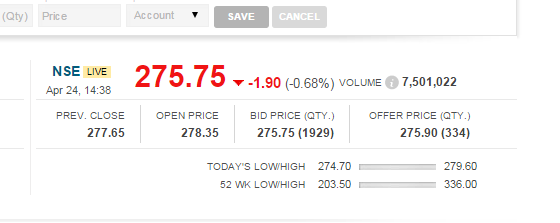 (Qty) Price Account ▼ SAVE CANCEL
NSE LIVE 275.75 -1.90 (-0.68%) VOLUME i 7,501,022
Apr 24, 14:38
PREV. CLOSE OPEN PRICE BID PRICE (QTY.) OFFER PRICE (QTY.)
277.65 278.35 275.75 (1929) 275.90 (334)
TODAY'S LOW/HIGH 274.70 279.60
52 WK LOW/HIGH 203.50 336.00